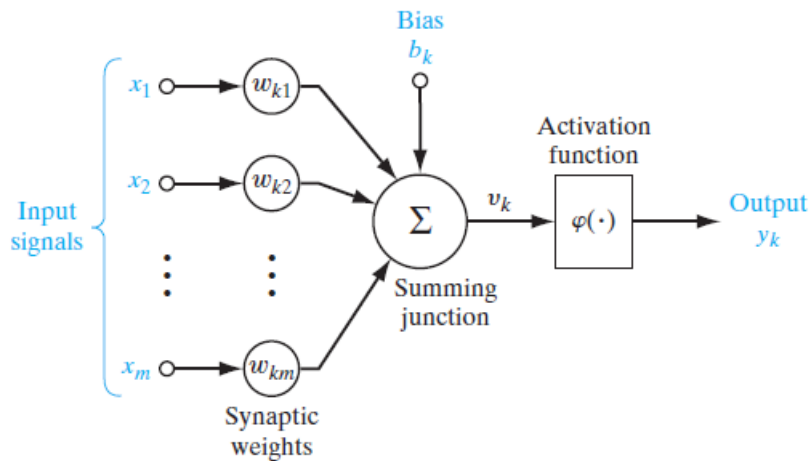 Bias
b_k
x_1
w_k1
Activation
function
x_2
w_k2
Input
signals
Σ
v_k
φ(·)
Output
y_k
Summing
junction
x_m
w_km
Synaptic
weights